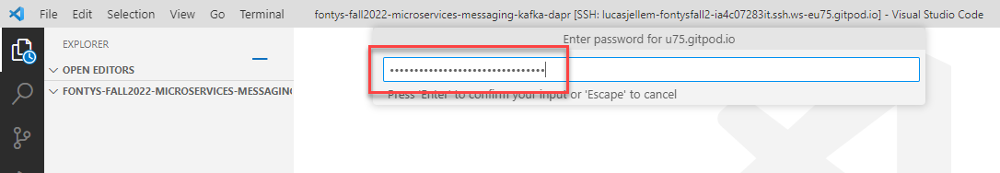 File Edit Selection View Go Run Terminal fontys-fall2022-microservices-messaging-kafka-dapr [SSH: lucasjellem-fontysfall2-ia4c07283it.ssh.ws-eu75.gitpod.io] - Visual Studio Code
EXPLORER
OPEN EDITORS
FONTYS-FALL2022-MICROSERVICES-MESSAGING
Enter password for u75.gitpod.io
Press 'Enter' to confirm your input or 'Escape' to cancel